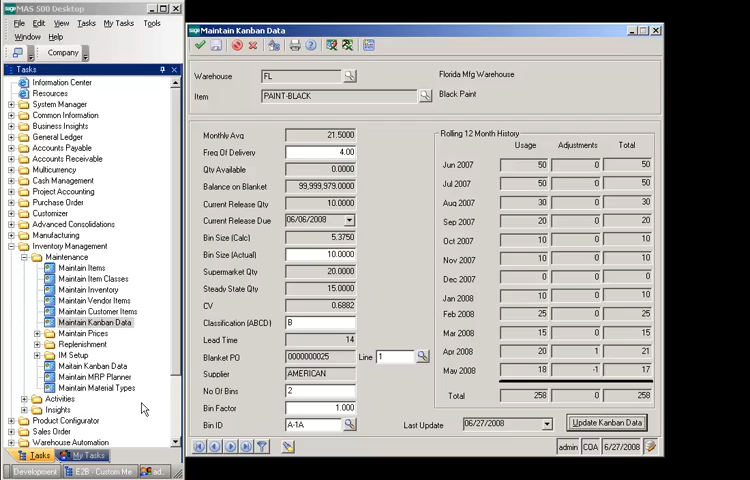 MAS 500 Desktop
File Edit View Tasks My Tasks Tools
Window Help
Company
Tasks
Information Center
Resources
System Manager
Common Information
Business Insights
General Ledger
Accounts Payable
Accounts Receivable
Multicurrency
Cash Management
Project Accounting
Purchase Order
Customizer
Advanced Consolidations
Manufacturing
Inventory Management
Maintenance
Maintain Items
Maintain Item Classes
Maintain Inventory
Maintain Vendor Items
Maintain Customer Items
Maintain Kanban Data
Maintain Prices
Replenishment
IM Setup
Maitain Kanban Data
Maintain MRP Planner
Maintain Material Types
Activities
Insights
Product Configurator
Sales Order
Warehouse Automation
Tasks My Tasks
Development E2B - Custom Me ad..
sage Maintain Kanban Data
Warehouse FL Florida Mfg Warehouse
Item PAINT-BLACK Black Paint
Monthly Avg 21.5000
Freq Of Delivery 4.00
Qty Available 0.0000
Balance on Blanket 99,999,979.0000
Current Release Qty 10.0000
Current Release Due 06/06/2008
Bin Size (Calc) 5.3750
Bin Size (Actual) 10.0000
Supermarket Qty 20.0000
Steady State Qty 15.0000
CV 0.6882
Classification (ABCD) B
Lead Time 14
Blanket PO 0000000025 Line 1
Supplier AMERICAN
No Of Bins 2
Bin Factor 1.000
Bin ID A-1A
Rolling 12 Month History
Usage Adjustments Total
Jun 2007 50 0 50
Jul 2007 50 0 50
Aug 2007 30 0 30
Sep 2007 20 0 20
Oct 2007 10 0 10
Nov 2007 10 0 10
Dec 2007 0 0 0
Jan 2008 10 0 10
Feb 2008 25 0 25
Mar 2008 15 0 15
Apr 2008 20 1 21
May 2008 18 -1 17
Total 258 0 258
Last Update 06/27/2008 Update Kanban Data
admin COA 6/27/2008